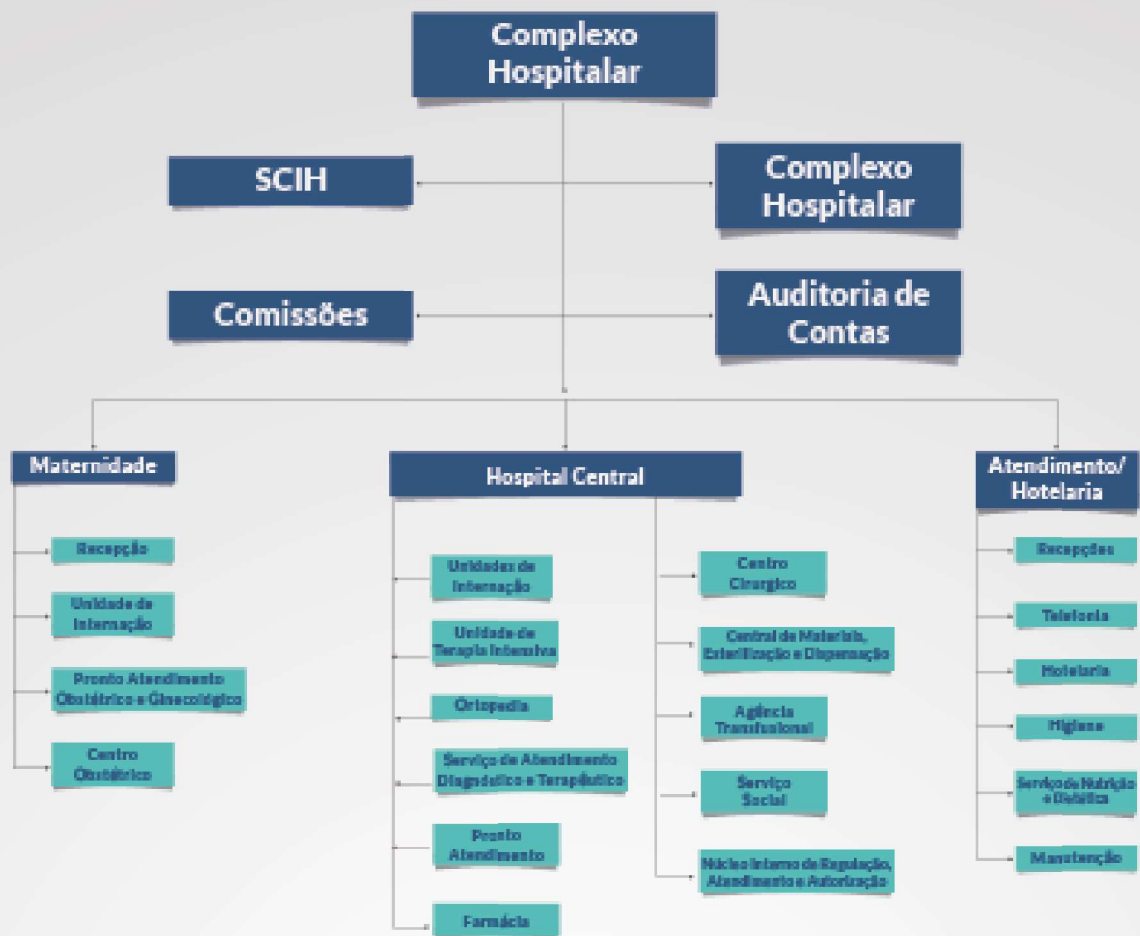 Complexo
Hospitalar
SCIH
Complexo
Hospitalar
Comissões
Auditoria de
Contas
Maternidade
Recepção
Unidade de
Internação
Pronto Atendimento
Obstétrico e Ginecológico
Centro
Obstétrico
Hospital Central
Unidades de
Internação
Unidade de
Terapia Intensiva
Ortopedia
Serviço de Atendimento
Diagnóstico e Terapêutico
Pronto
Atendimento
Farmácia
Centro
Cirurgico
Central de Materiais,
Esterilização e Dispensação
Agência
Transfusional
Serviço
Social
Núcleo Interno de Regulação,
Atendimento e Autorização
Atendimento/
Hotelaria
Recepções
Telefonia
Hotelaria
Higiene
Serviço de Nutrição
e Dietética
Manutenção